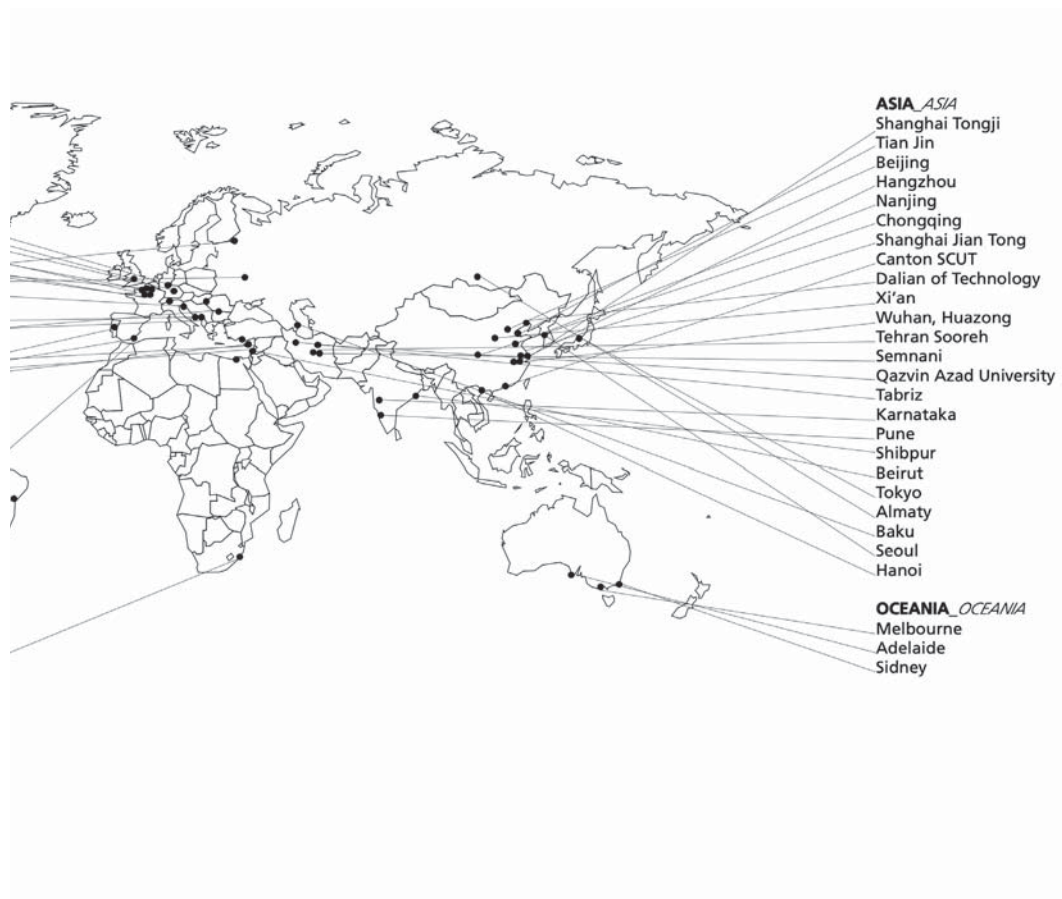 ASIA_ASIA
Shanghai Tongji
Tian Jin
Beijing
Hangzhou
Nanjing
Chongqing
Shanghai Jian Tong
Canton SCUT
Dalian of Technology
Xi‘an
Wuhan, Huazong
Tehran Sooreh
Semnani
Qazvin Azad University
Tabriz
Karnataka
Pune
Shibpur
Beirut
Tokyo
Almaty
Baku
Seoul
Hanoi
OCEANIA_OCEANIA
Melbourne
Adelaide
Sidney